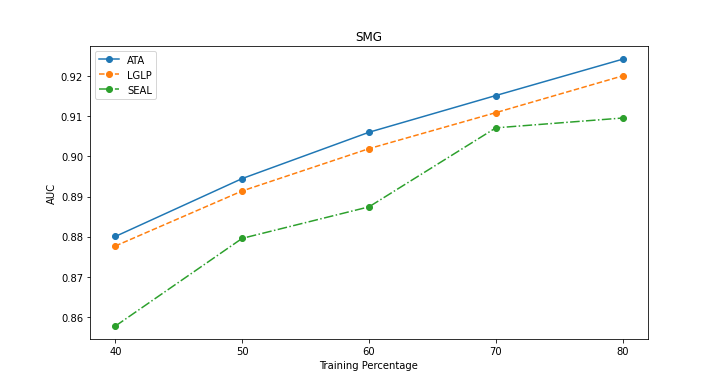 SMG
ATA
LGLP
SEAL
0.92
0.91
0.90
0.89
0.88
0.87
0.86
AUC
40 50 60 70 80
Training Percentage